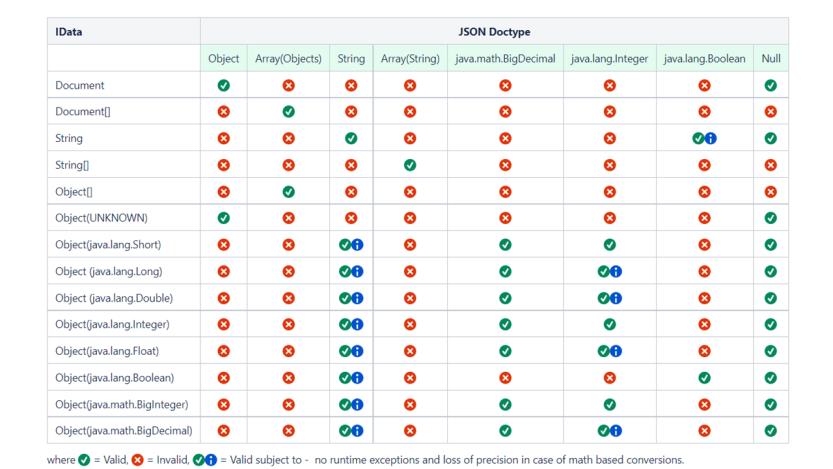 IData JSON Doctype
Object Array(Objects) String Array(String) java.math.BigDecimal java.lang.Integer java.lang.Boolean Null
Document
Document[]
String
String[]
Object[]
Object(UNKNOWN)
Object(java.lang.Short)
Object (java.lang.Long)
Object (java.lang.Double)
Object(java.lang.Integer)
Object(java.lang.Float)
Object(java.lang.Boolean)
Object(java.math.BigInteger)
Object(java.math.BigDecimal)
where = Valid, = Invalid, = Valid subject to - no runtime exceptions and loss of precision in case of math based conversions.